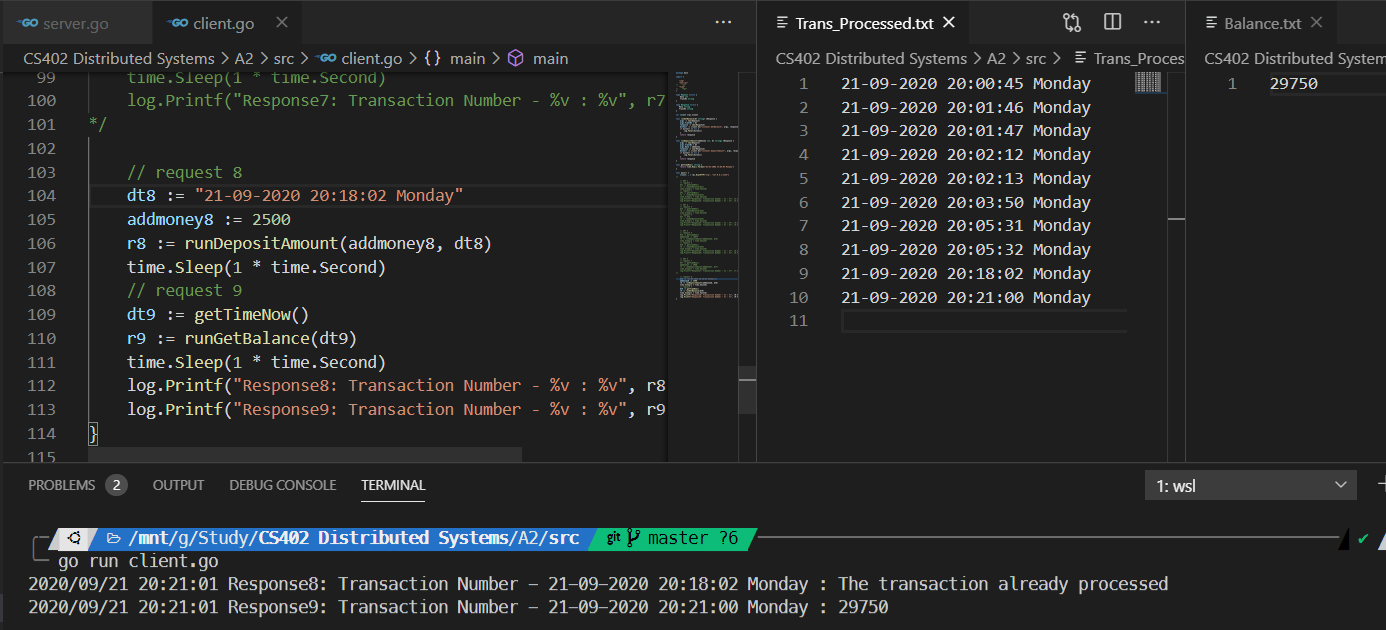 server.go
client.go
CS402 Distributed Systems > A2 > src > client.go > {} main > main
99 time.Sleep(1 * time.Second)
100 log.Printf("Response7: Transaction Number - %v : %v", r7
101 */
102
103 // request 8
104 dt8 := "21-09-2020 20:18:02 Monday"
105 addmoney8 := 2500
106 r8 := runDepositAmount(addmoney8, dt8)
107 time.Sleep(1 * time.Second)
108 // request 9
109 dt9 := getTimeNow()
110 r9 := runGetBalance(dt9)
111 time.Sleep(1 * time.Second)
112 log.Printf("Response8: Transaction Number - %v : %v", r8
113 log.Printf("Response9: Transaction Number - %v : %v", r9
114 }
115
Trans_Processed.txt
CS402 Distributed Systems > A2 > src > Trans_Proces
1 21-09-2020 20:00:45 Monday
2 21-09-2020 20:01:46 Monday
3 21-09-2020 20:01:47 Monday
4 21-09-2020 20:02:12 Monday
5 21-09-2020 20:02:13 Monday
6 21-09-2020 20:03:50 Monday
7 21-09-2020 20:05:31 Monday
8 21-09-2020 20:05:32 Monday
9 21-09-2020 20:18:02 Monday
10 21-09-2020 20:21:00 Monday
11
Balance.txt
CS402 Distributed System
1 29750
PROBLEMS 2 OUTPUT DEBUG CONSOLE TERMINAL
1: wsl
/mnt/g/Study/CS402 Distributed Systems/A2/src git master ?6
go run client.go
2020/09/21 20:21:01 Response8: Transaction Number - 21-09-2020 20:18:02 Monday : The transaction already processed
2020/09/21 20:21:01 Response9: Transaction Number - 21-09-2020 20:21:00 Monday : 29750